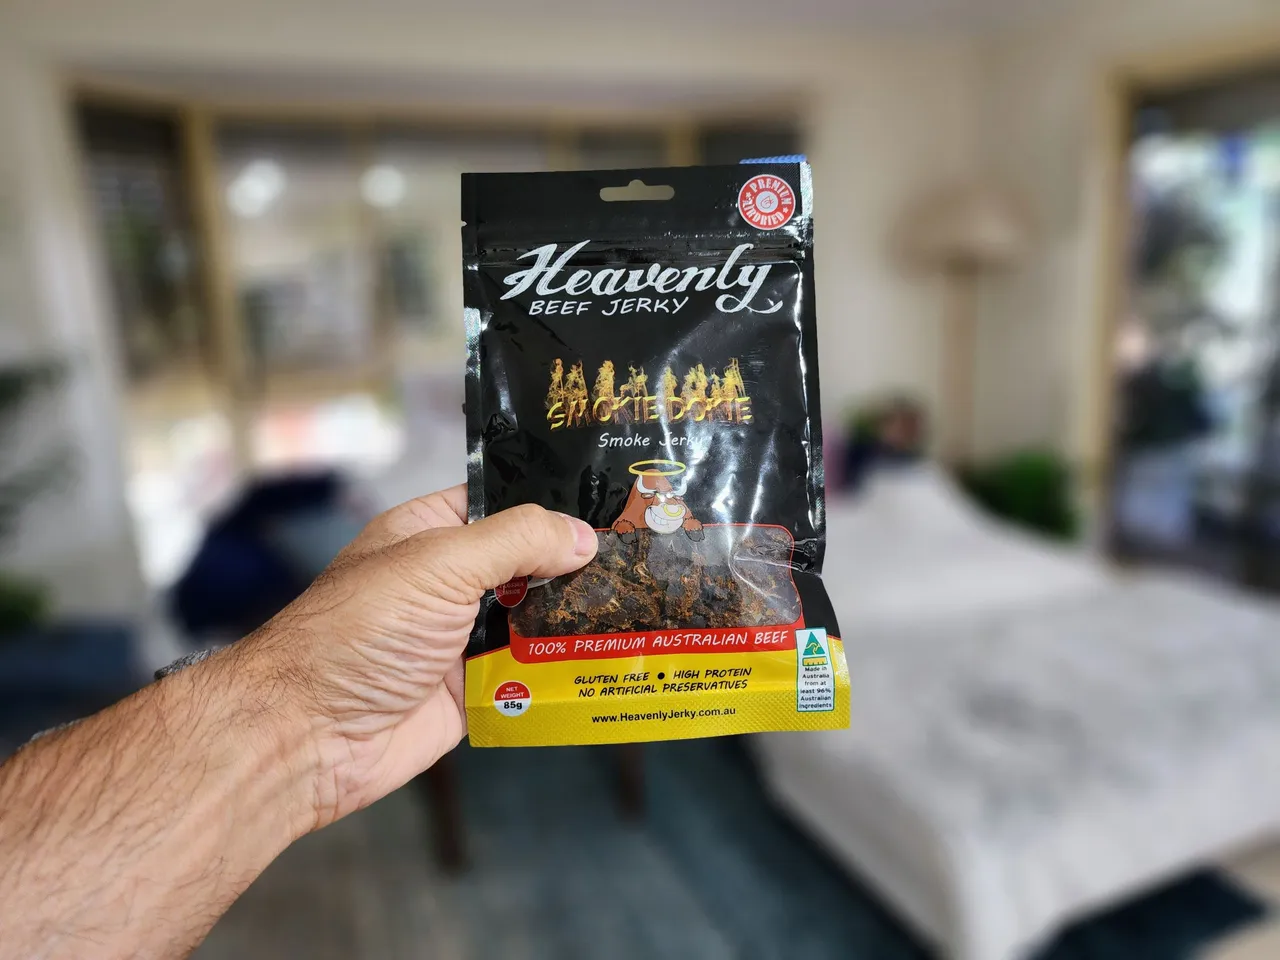 PREMIUM
AIRDRIED
Heavenly
BEEF JERKY
SMOKIE DOKIE
Smoke Jerky
100% PREMIUM AUSTRALIAN BEEF
GLUTEN FREE ● HIGH PROTEIN
NO ARTIFICIAL PRESERVATIVES
NET
WEIGHT
85g
www.HeavenlyJerky.com.au
Made in
Australia
from at
least 96%
Australian
ingredients